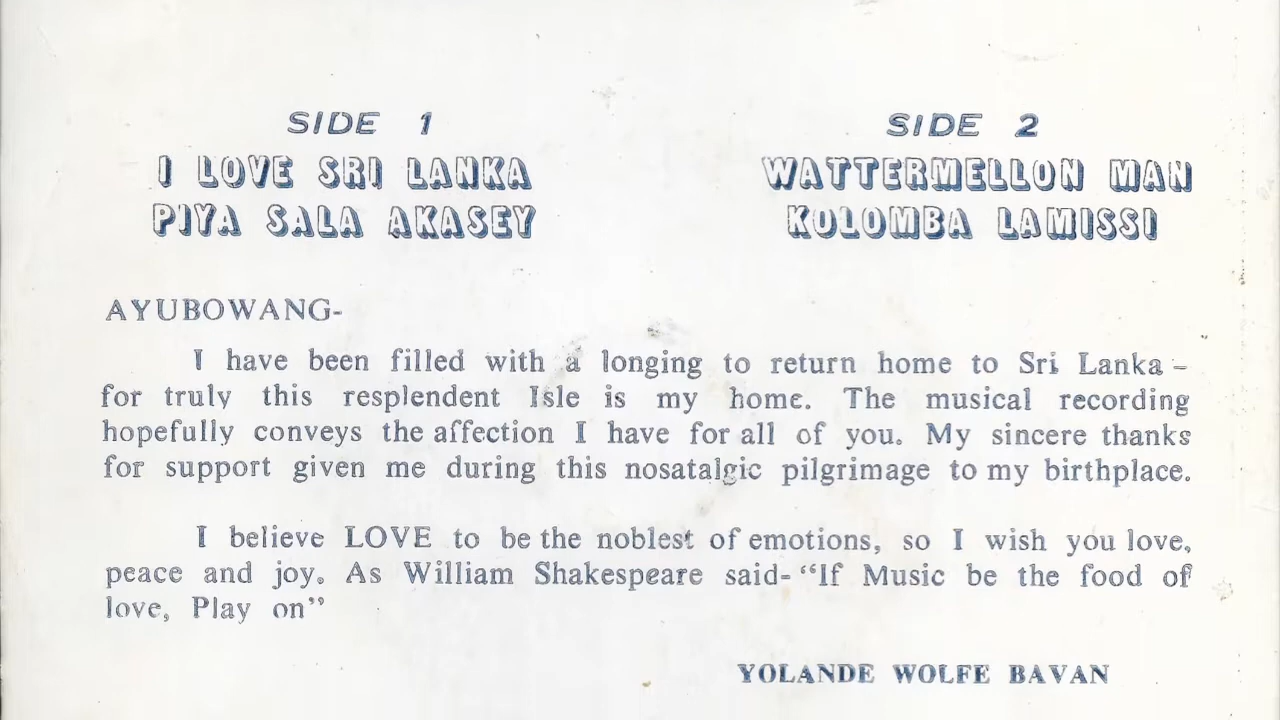 SIDE 1
I LOVE SRI LANKA
PIYA SALA AKASEY
SIDE 2
WATTERMELLON MAN
KOLOMBA LAMISSI
AYUBOWANG-
I have been filled with a longing to return home to Sri Lanka –
for truly this resplendent Isle is my home. The musical recording
hopefully conveys the affection I have for all of you. My sincere thanks
for support given me during this nosatalgic pilgrimage to my birthplace.
I believe LOVE to be the noblest of emotions, so I wish you love,
peace and joy. As William Shakespeare said- “If Music be the food of
love, Play on”
YOLANDE WOLFE BAVAN